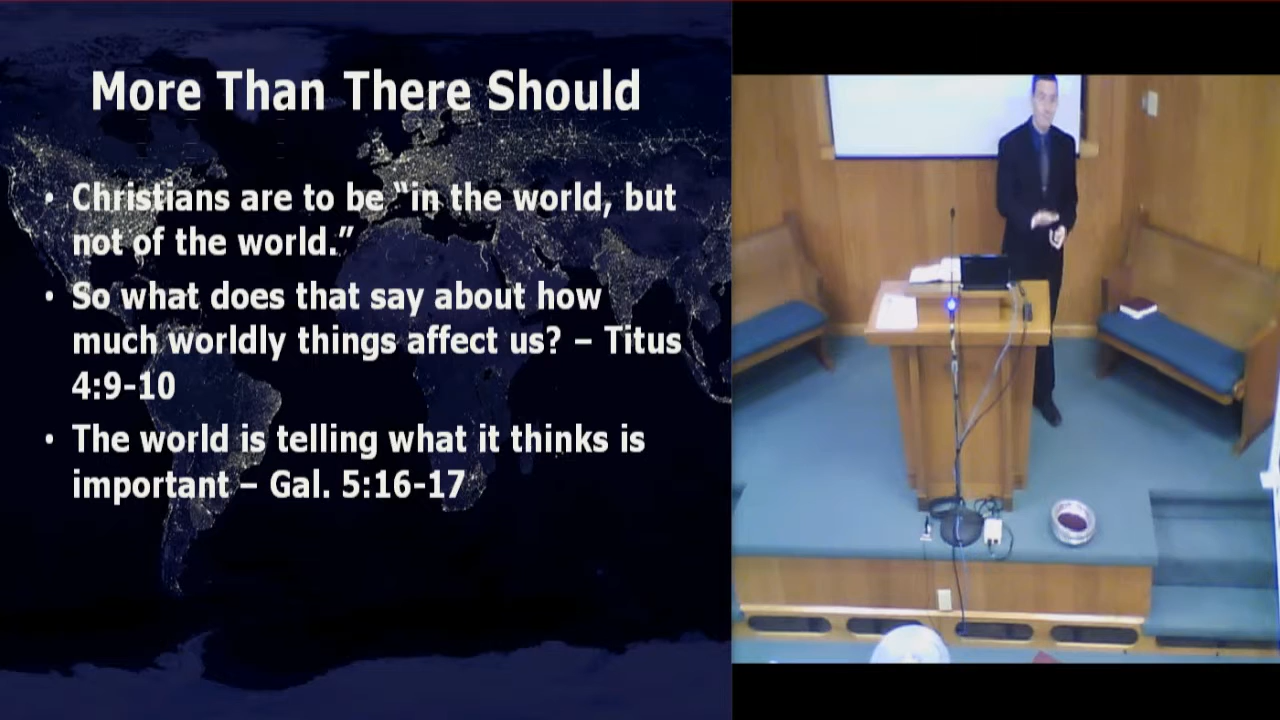 More Than There Should
• Christians are to be “in the world, but
not of the world.”
• So what does that say about how
much worldly things affect us? – Titus
4:9-10
• The world is telling what it thinks is
important – Gal. 5:16-17